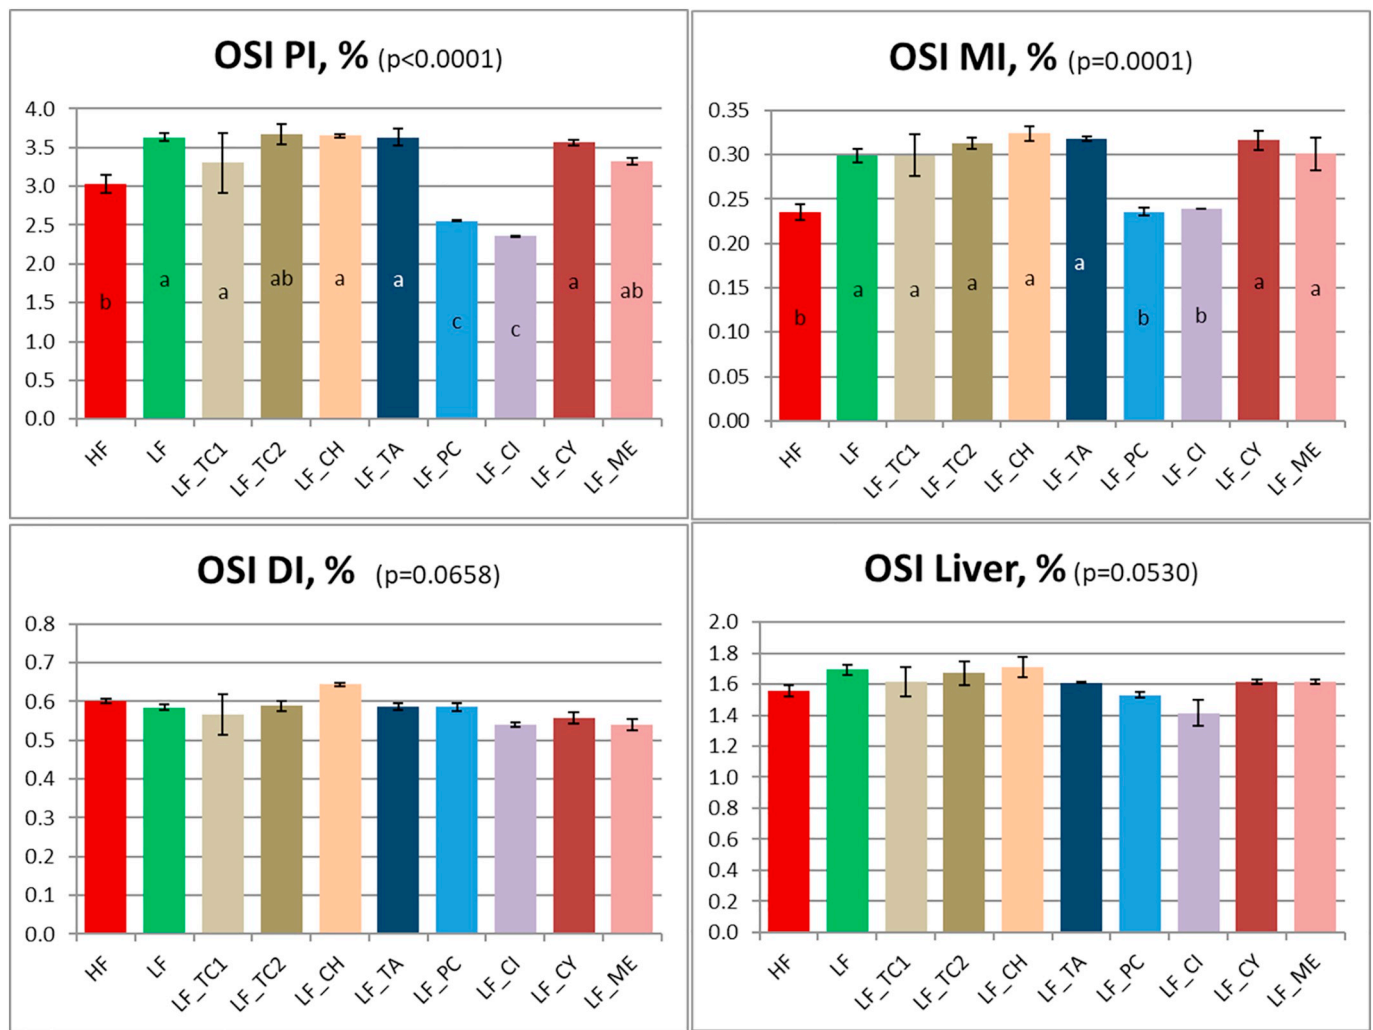 OSI PI, % (p<0.0001)
4.0
3.5
3.0
2.5
2.0
1.5
1.0
0.5
0.0
b
a
a
ab
a
a
c
c
a
ab
HF
LF
LF_TC1
LF_TC2
LF_CH
LF_TA
LF_PC
LF_CI
LF_CY
LF_ME
OSI MI, % (p=0.0001)
0.35
0.30
0.25
0.20
0.15
0.10
0.05
0.00
b
a
a
a
a
a
b
b
a
a
HF
LF
LF_TC1
LF_TC2
LF_CH
LF_TA
LF_PC
LF_CI
LF_CY
LF_ME
OSI DI, % (p=0.0658)
0.8
0.7
0.6
0.5
0.4
0.3
0.2
0.1
0.0
HF
LF
LF_TC1
LF_TC2
LF_CH
LF_TA
LF_PC
LF_CI
LF_CY
LF_ME
OSI Liver, % (p=0.0530)
2.0
1.8
1.6
1.4
1.2
1.0
0.8
0.6
0.4
0.2
0.0
HF
LF
LF_TC1
LF_TC2
LF_CH
LF_TA
LF_PC
LF_CI
LF_CY
LF_ME